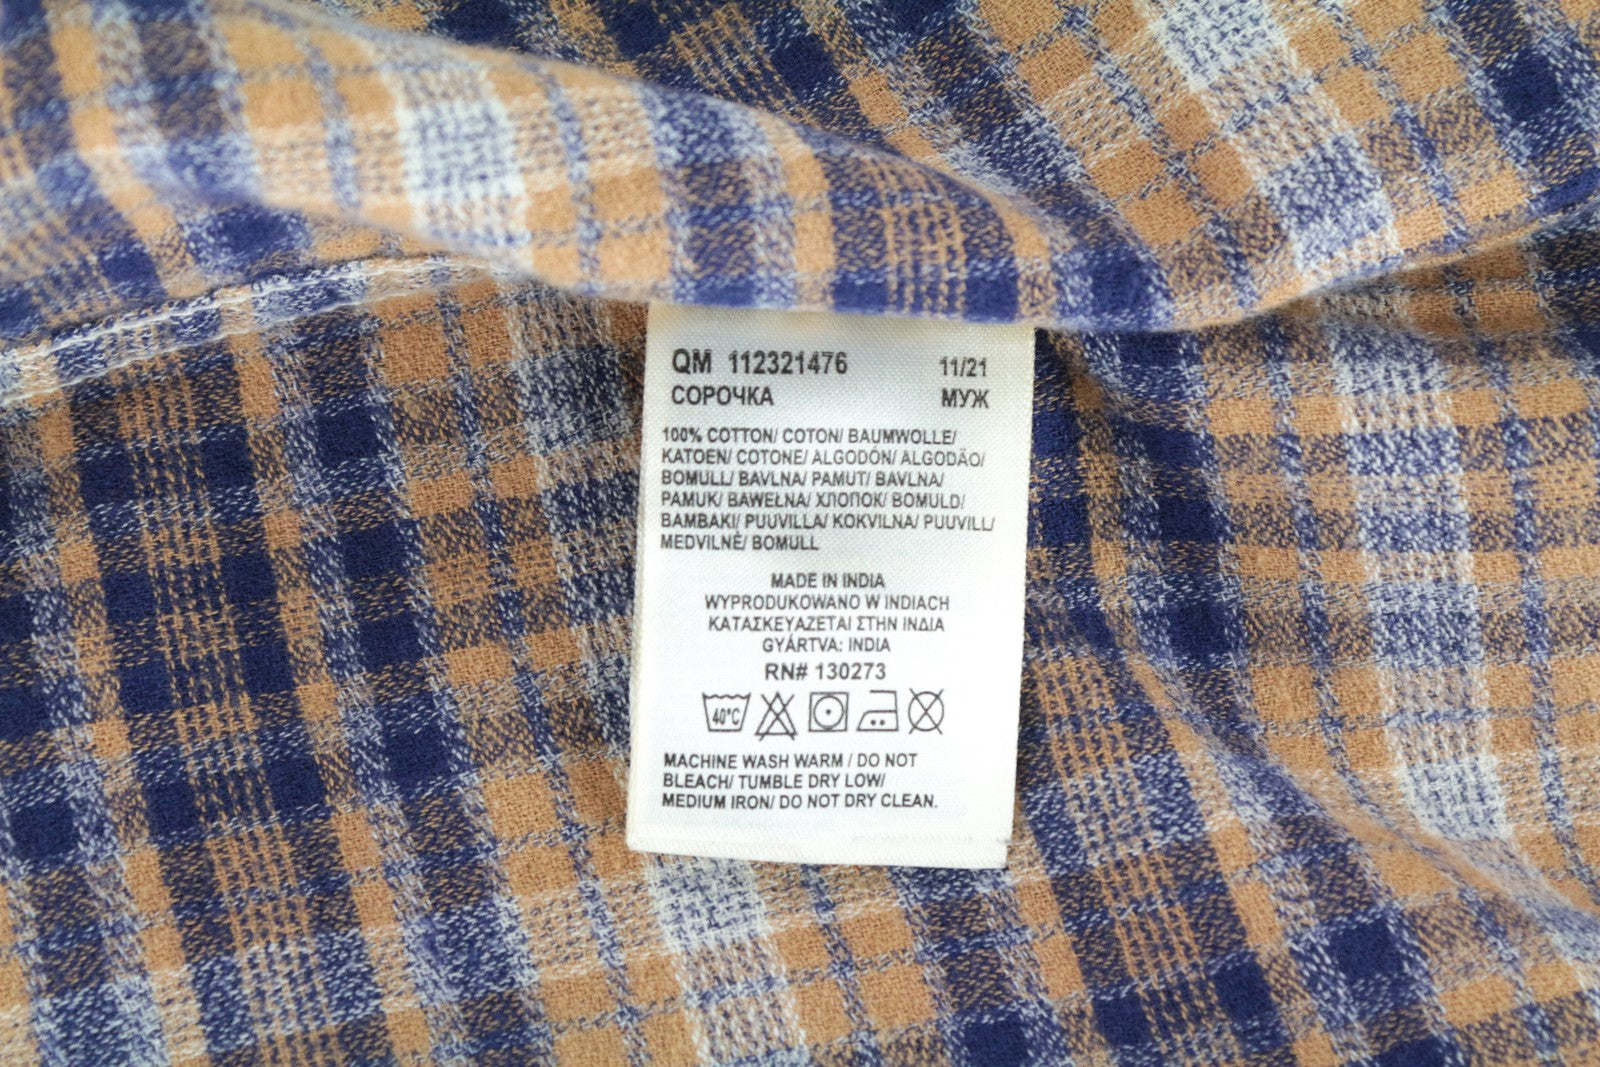 QM 112321476 11/21
СОРОЧКА МУЖ
100% COTTON/ COTON/ BAUMWOLLE/
KATOEN/ COTONE/ ALGODÓN/ ALGODÃO/
BOMULL/ BAVLNA/ PAMUT/ BAVLNA/
PAMUK/ BAWEŁNA/ ХЛОПОК/ BOMULD/
BAMBAKI/ PUUVILLA/ KOKVILNA/ PUUVILL/
MEDVILNĖ/ BOMULL
MADE IN INDIA
WYPRODUKOWANO W INDIACH
ΚΑΤΑΣΚΕΥΑΖΕΤΑΙ ΣΤΗΝ ΙΝΔΙΑ
GYÁRTVA: INDIA
RN# 130273
40°C
MACHINE WASH WARM / DO NOT
BLEACH/ TUMBLE DRY LOW/
MEDIUM IRON/ DO NOT DRY CLEAN.